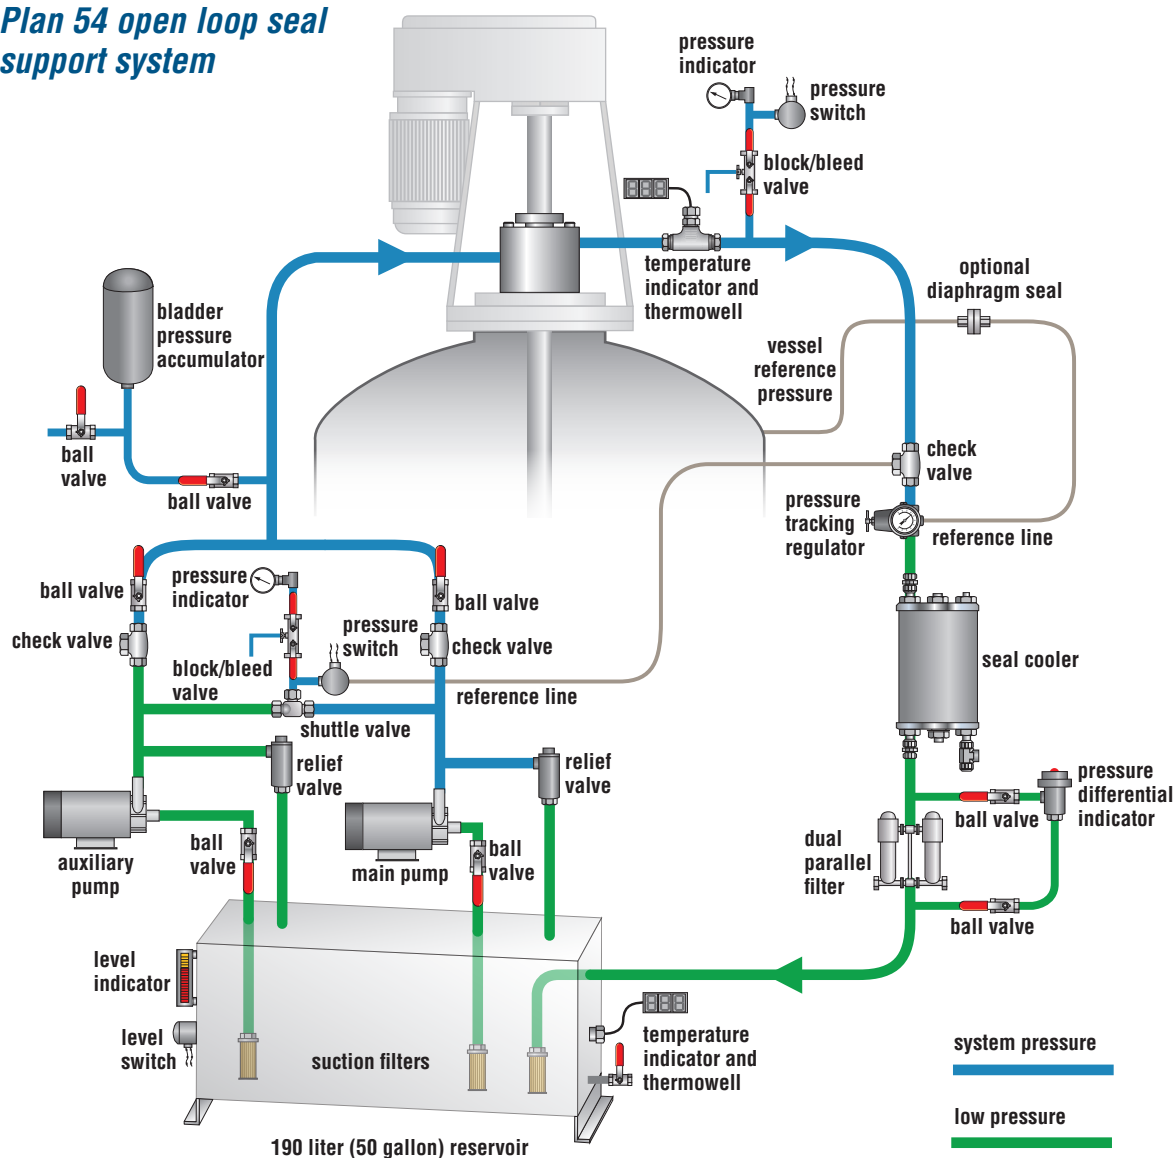 Plan 54 open loop seal
support system
pressure
indicator
pressure
switch
block/bleed
valve
temperature
indicator and
thermowell
optional
diaphragm seal
vessel
reference
pressure
bladder
pressure
accumulator
ball
valve
ball valve
check
valve
pressure
tracking
regulator
reference line
ball valve
pressure
indicator
ball valve
check valve
pressure
switch
check valve
block/bleed
valve
reference line
shuttle valve
seal cooler
relief
valve
relief
valve
pressure
differential
indicator
ball valve
auxiliary
pump
ball
valve
main pump
ball
valve
dual
parallel
filter
ball valve
level
indicator
level
switch
suction filters
temperature
indicator and
thermowell
system pressure
low pressure
190 liter (50 gallon) reservoir